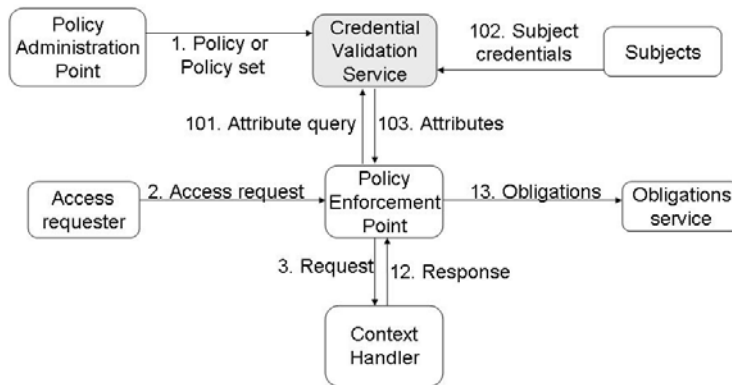 Policy
Administration
Point
1. Policy or
Policy set
Credential
Validation
Service
102. Subject
credentials
Subjects
101. Attribute query
103. Attributes
Access
requester
2. Access request
Policy
Enforcement
Point
13. Obligations
Obligations
service
3. Request
12. Response
Context
Handler